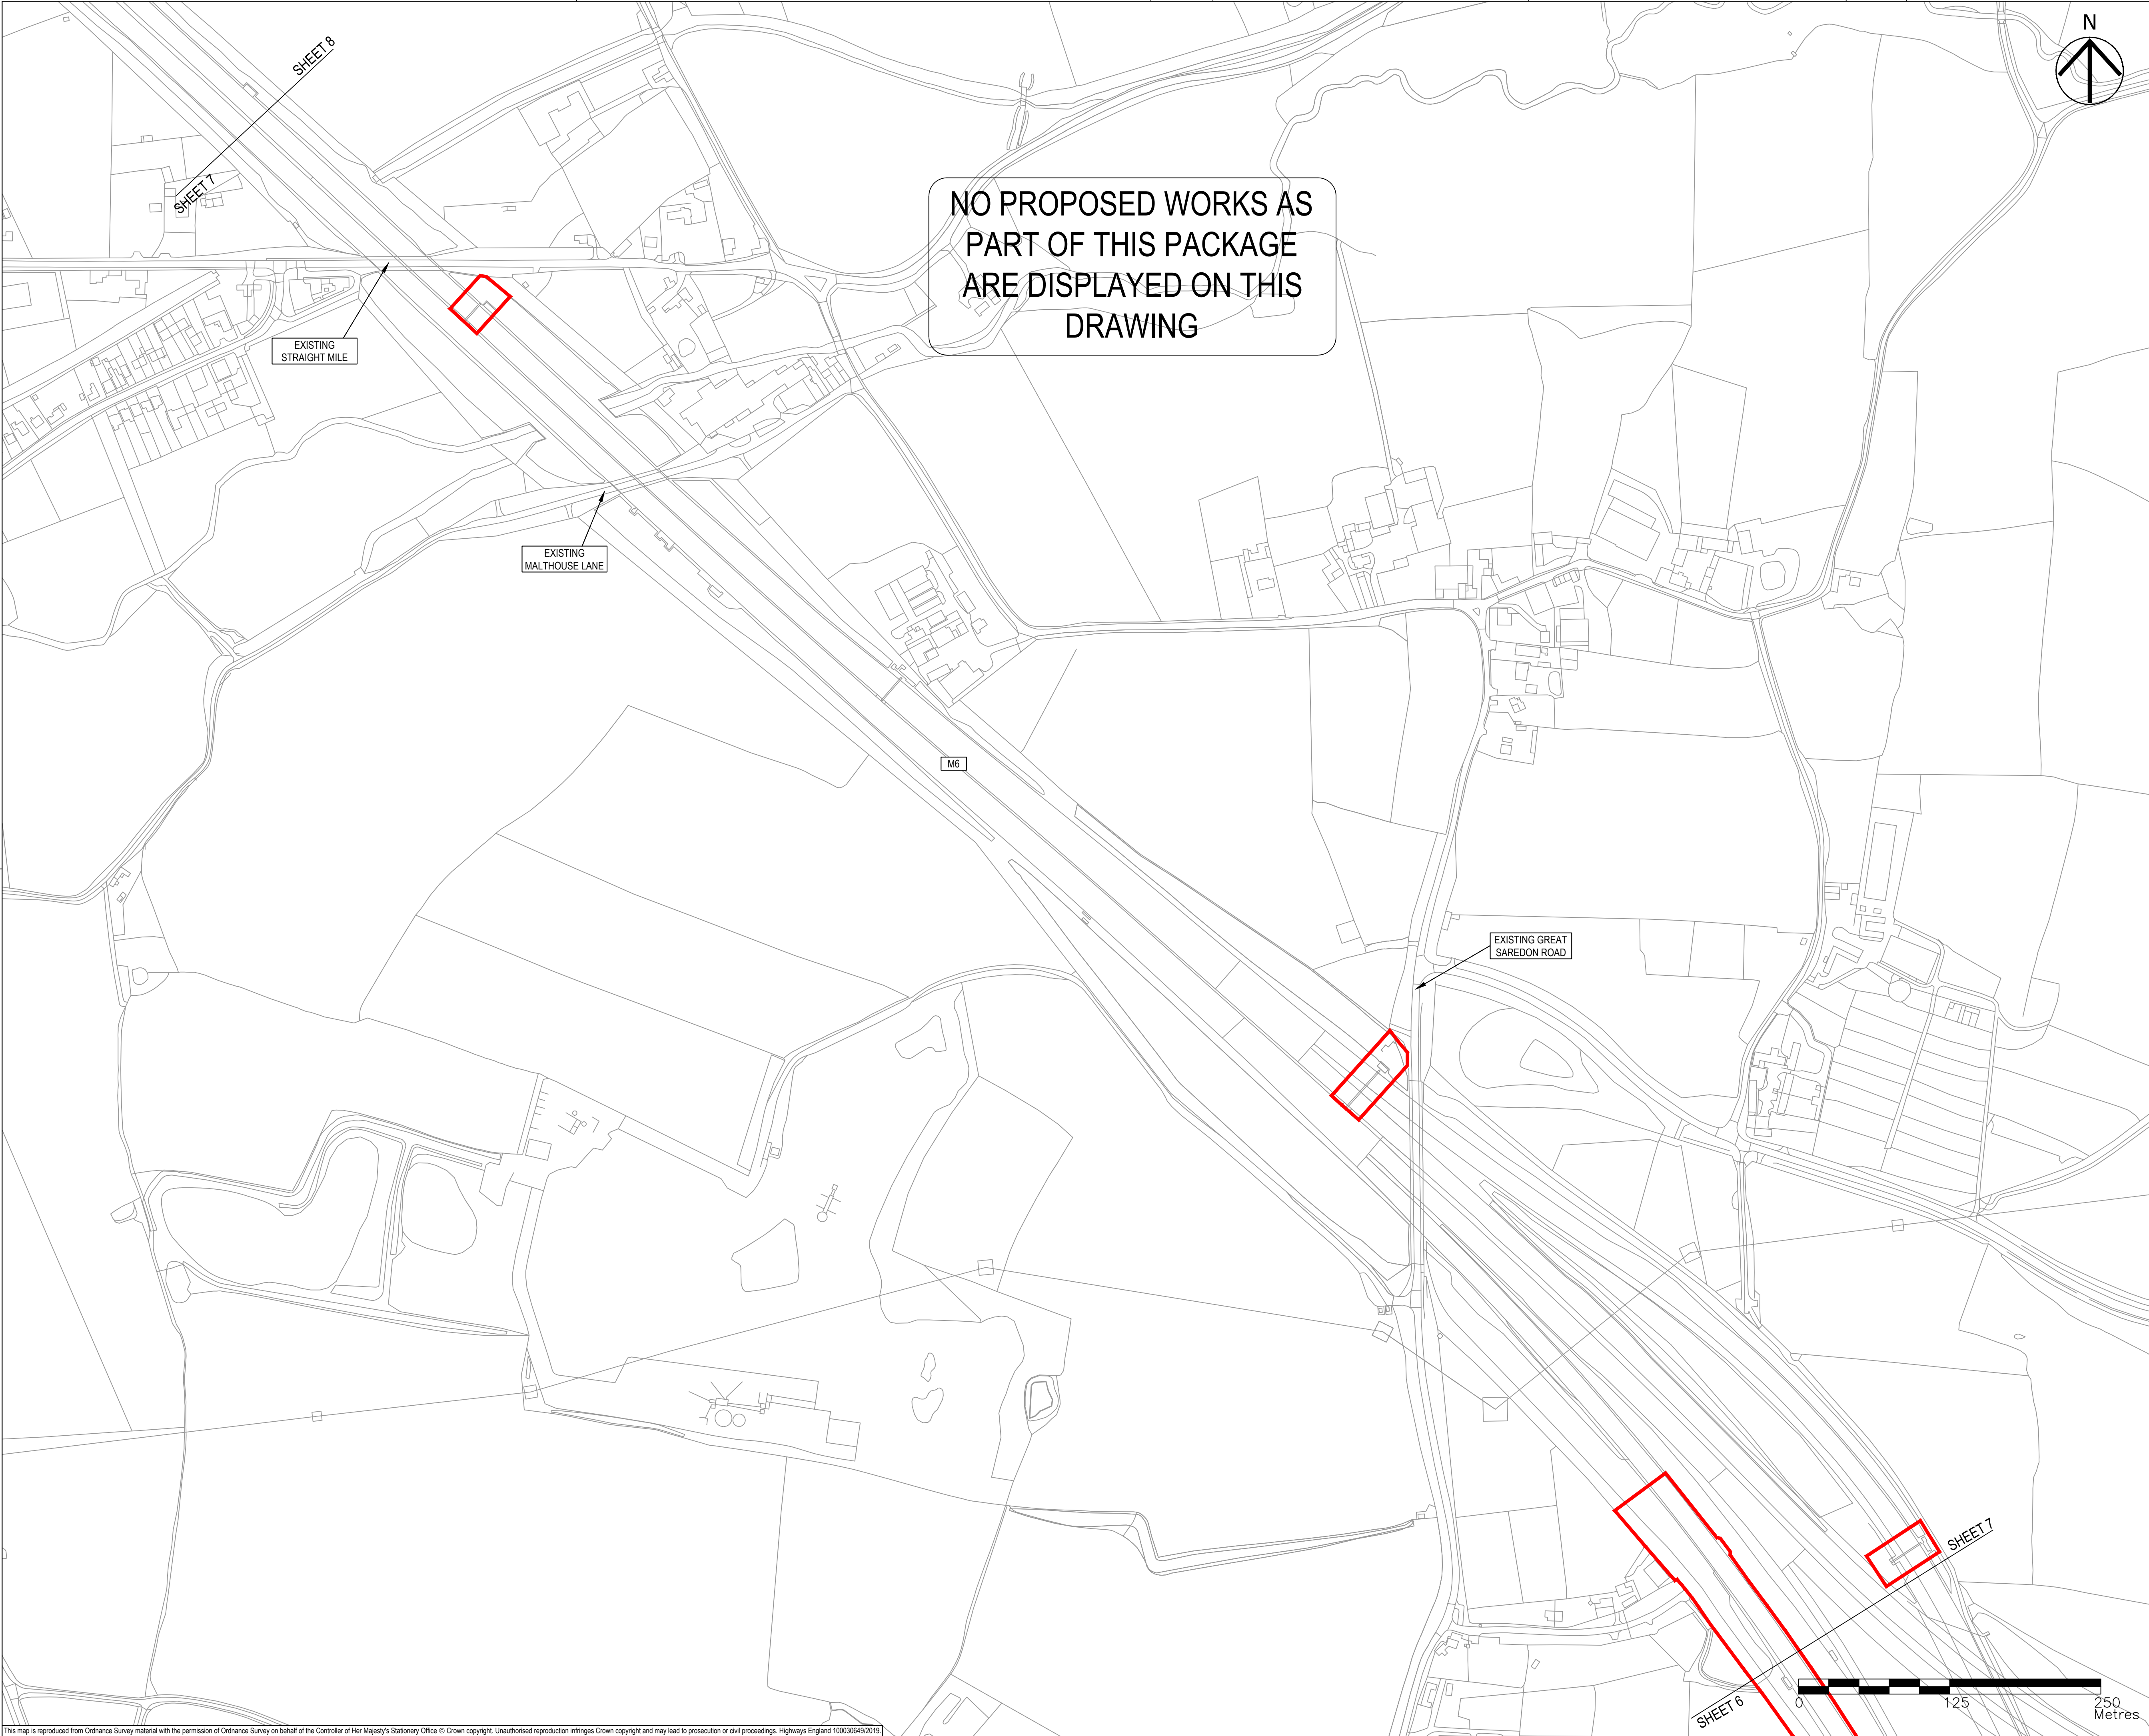 N
SHEET 8
SHEET 7
NO PROPOSED WORKS AS
PART OF THIS PACKAGE
ARE DISPLAYED ON THIS
DRAWING
EXISTING
STRAIGHT MILE
EXISTING
MALTHOUSE LANE
M6
EXISTING GREAT
SAREDON ROAD
SHEET 7
SHEET 6
0 125 250
Metres
This map is reproduced from Ordnance Survey material with the permission of Ordnance Survey on behalf of the Controller of Her Majesty's Stationery Office © Crown copyright. Unauthorised reproduction infringes Crown copyright and may lead to prosecution or civil proceedings. Highways England 100030649/2019.